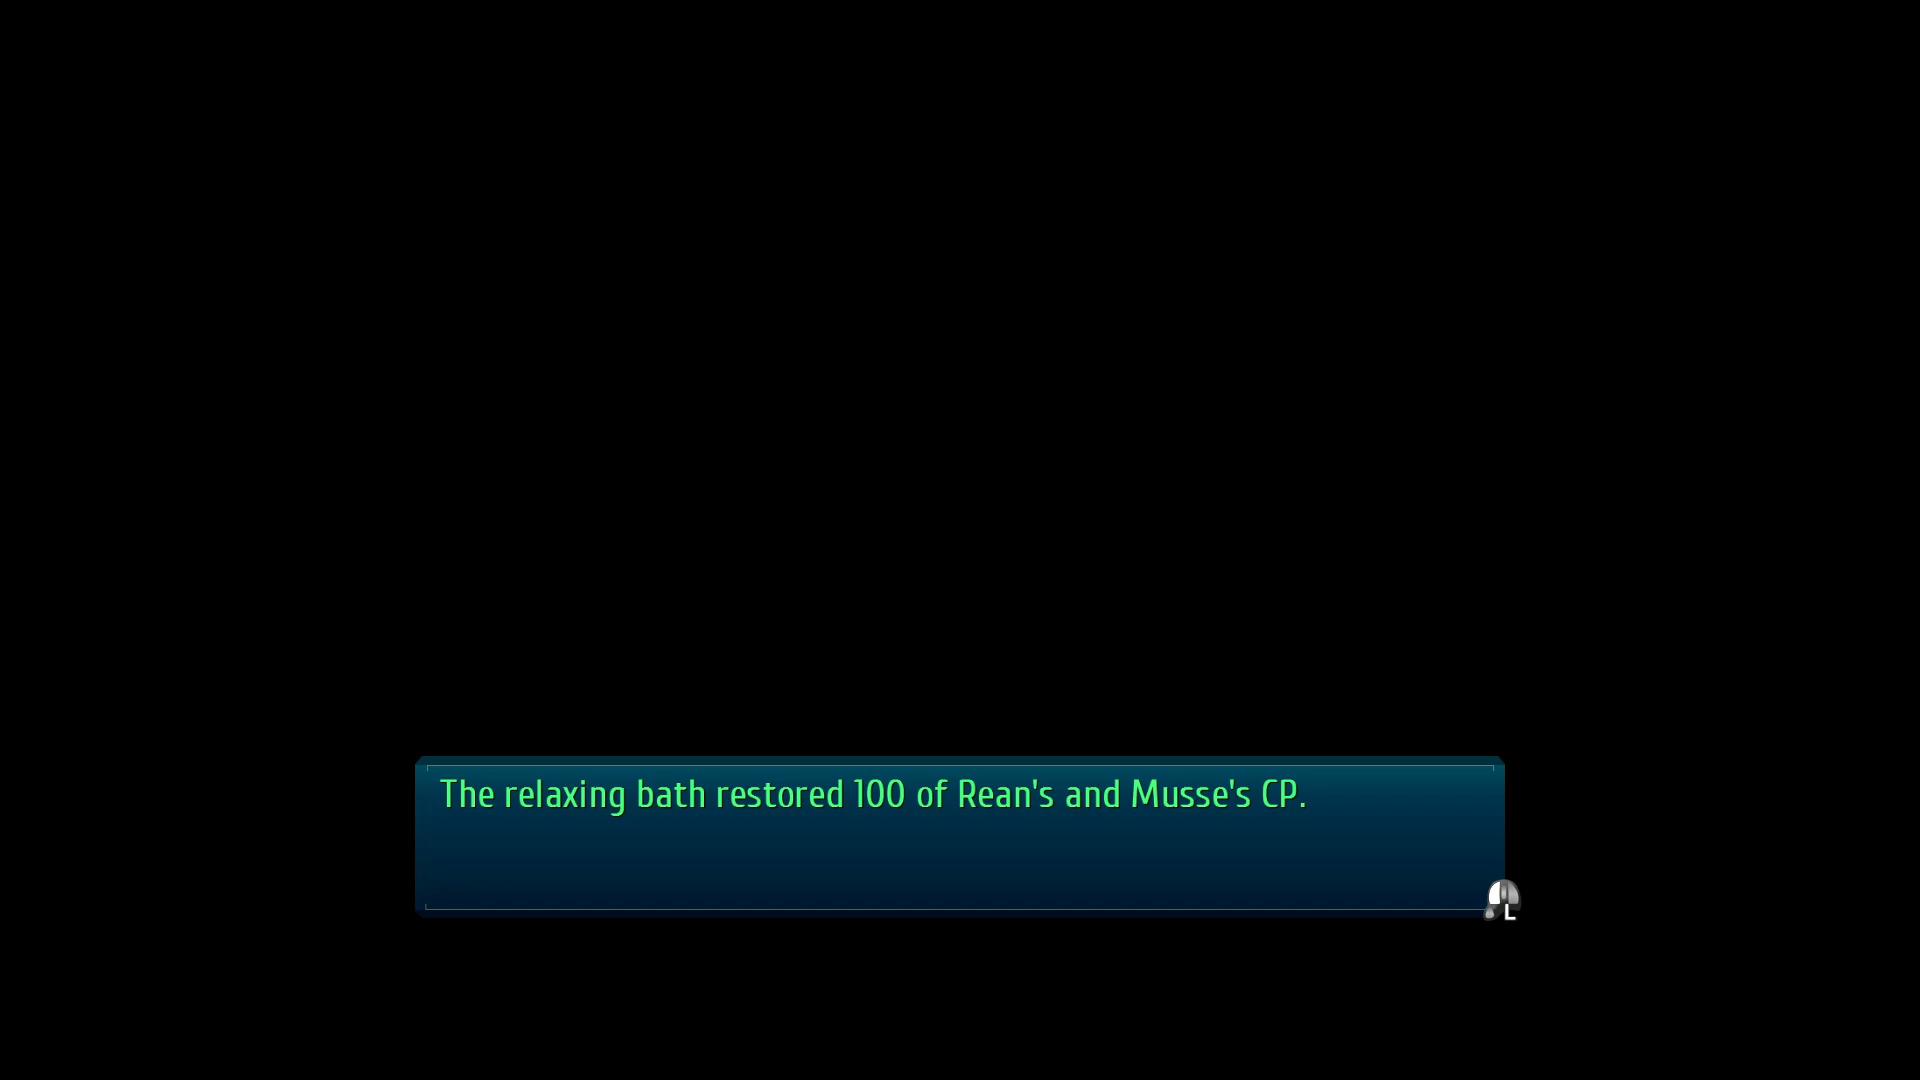 The relaxing bath restored 100 of Rean's and Musse's CP.
L